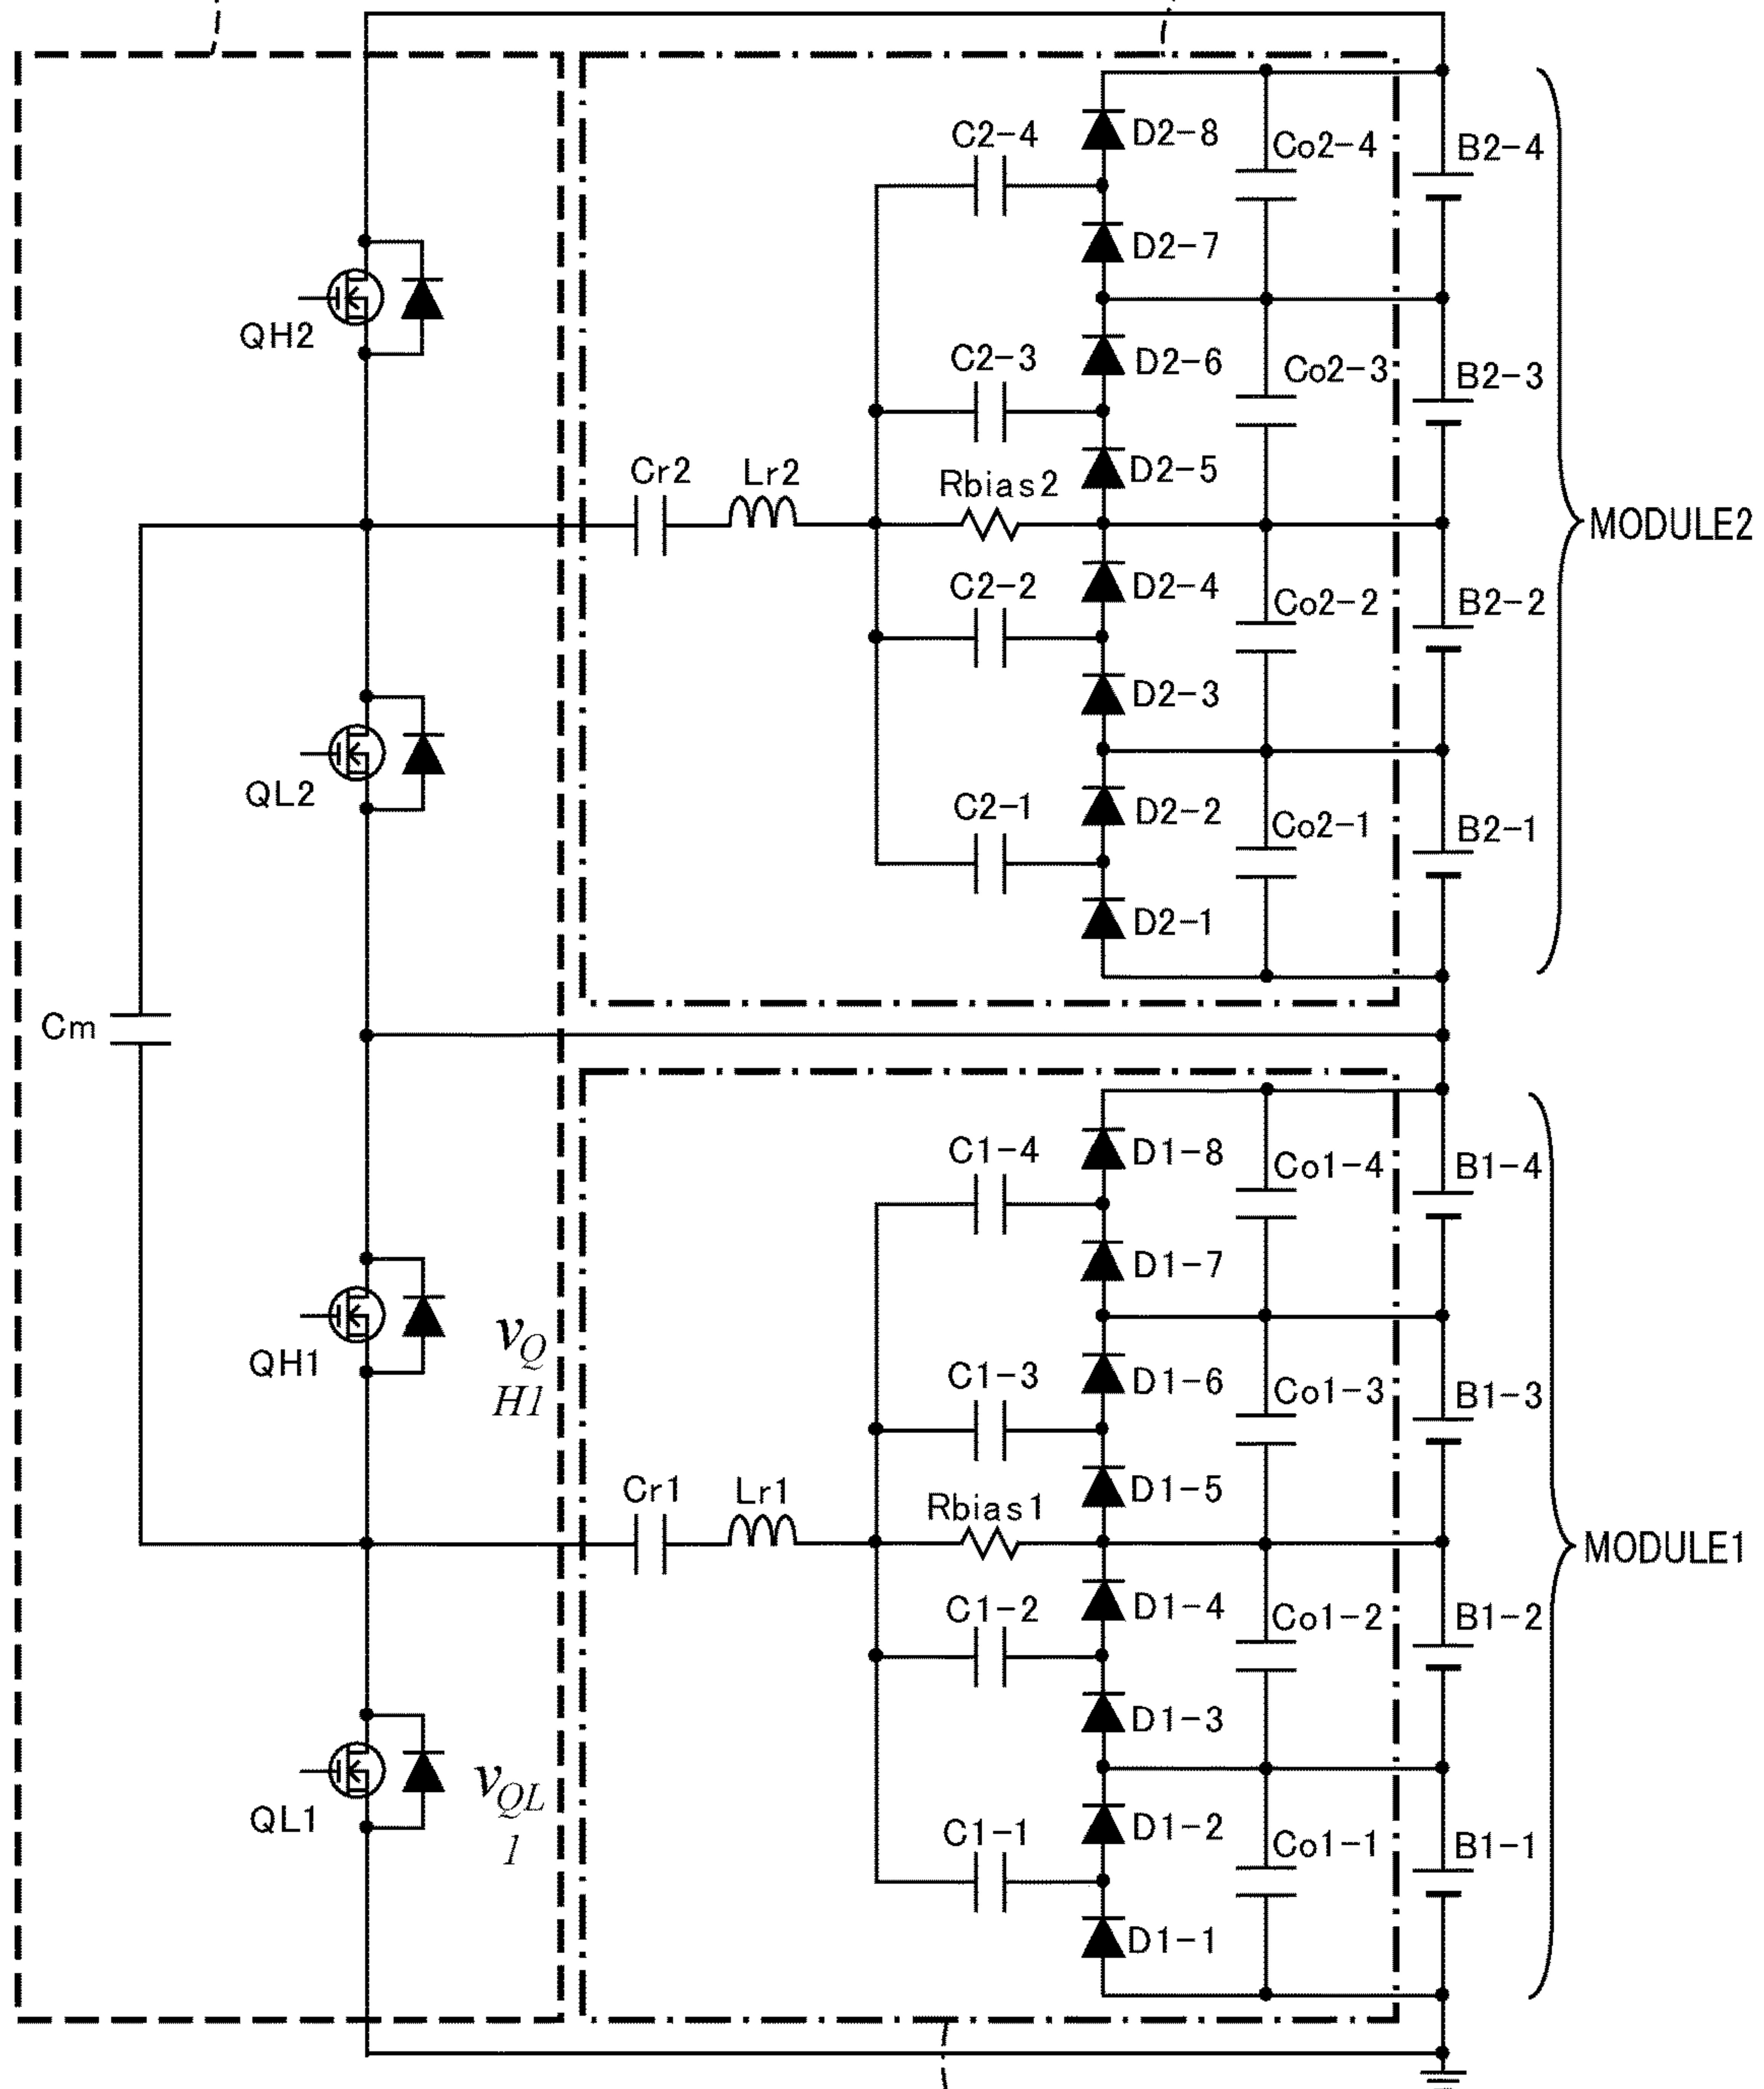 C2-4
D2-8
Co2-4
B2-4
D2-7
QH2
C2-3
D2-6
Co2-3
B2-3
Cr2
Lr2
Rbias2
D2-5
MODULE2
C2-2
D2-4
Co2-2
B2-2
D2-3
QL2
C2-1
D2-2
Co2-1
B2-1
D2-1
Cm
C1-4
D1-8
Co1-4
B1-4
D1-7
QH1
vQ
H1
C1-3
D1-6
Co1-3
B1-3
Cr1
Lr1
Rbias1
D1-5
MODULE1
C1-2
D1-4
Co1-2
B1-2
D1-3
QL1
vQL
1
C1-1
D1-2
Co1-1
B1-1
D1-1